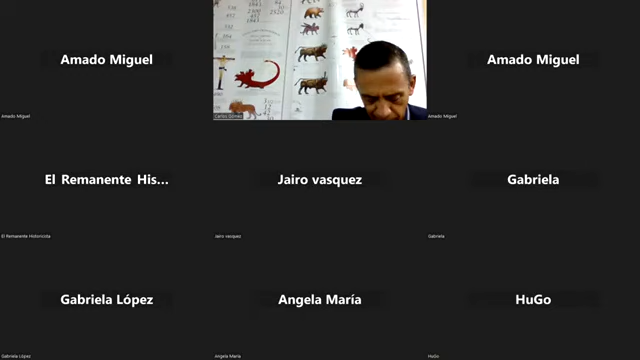 Amado Miguel
Amado Miguel
Carlos Gómez
Amado Miguel
Amado Miguel
El Remanente His...
El Remanente Historicista
Jairo vasquez
Jairo vasquez
Gabriela
Gabriela
Gabriela López
Gabriela López
Angela María
Angela María
HuGo
HuGo
2520